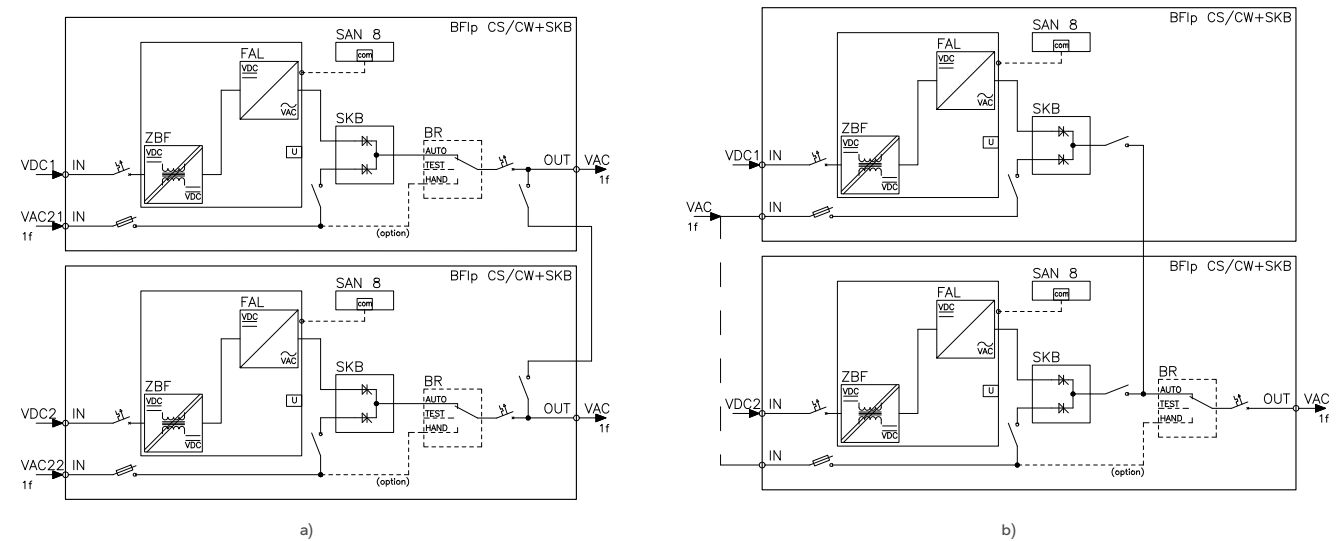 BFIp CS/CW+SKB
SAN 8
com
FAL
VDC
VAC
SKB
ZBF
VDC
VDC
U
BR
AUTO
TEST
HAND
VDC1 IN
OUT VAC
1f
VAC21 IN
1f
(option)
BFIp CS/CW+SKB
SAN 8
com
FAL
VDC
VAC
SKB
ZBF
VDC
VDC
U
BR
AUTO
TEST
HAND
VDC2 IN
OUT VAC
1f
VAC22 IN
1f
(option)
a)
BFIp CS/CW+SKB
SAN 8
com
FAL
VDC
VAC
SKB
ZBF
VDC
VDC
U
VDC1 IN
VAC IN
1f
BFIp CS/CW+SKB
SAN 8
com
FAL
VDC
VAC
SKB
ZBF
VDC
VDC
U
BR
AUTO
TEST
HAND
VDC2 IN
OUT VAC
1f
IN
(option)
b)